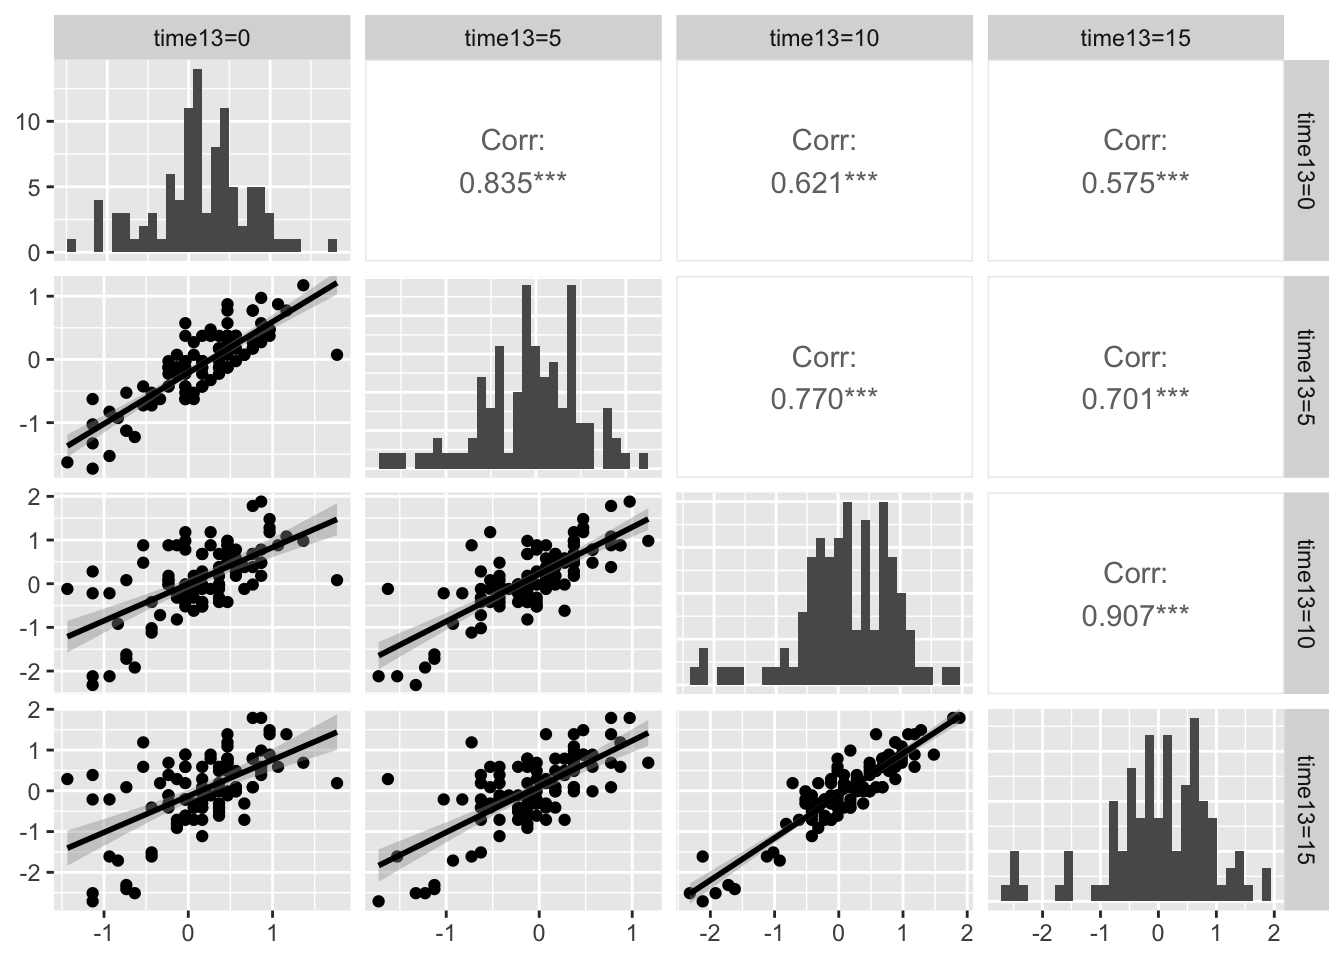 time13=0 time13=5 time13=10 time13=15
10
5
0
Corr:
0.835***
Corr:
0.621***
Corr:
0.575***
time13=0
1
0
-1
Corr:
0.770***
Corr:
0.701***
time13=5
2
1
0
-1
-2
Corr:
0.907***
time13=10
2
1
0
-1
-2
time13=15
-1 0 1 -1 0 1 -2 -1 0 1 2 -2 -1 0 1 2